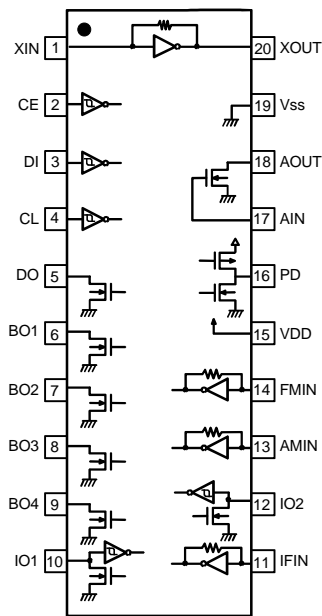 XIN 1 20 XOUT
CE 2 19 Vss
DI 3 18 AOUT
CL 4 17 AIN
DO 5 16 PD
BO1 6 15 VDD
BO2 7 14 FMIN
BO3 8 13 AMIN
BO4 9 12 IO2
IO1 10 11 IFIN